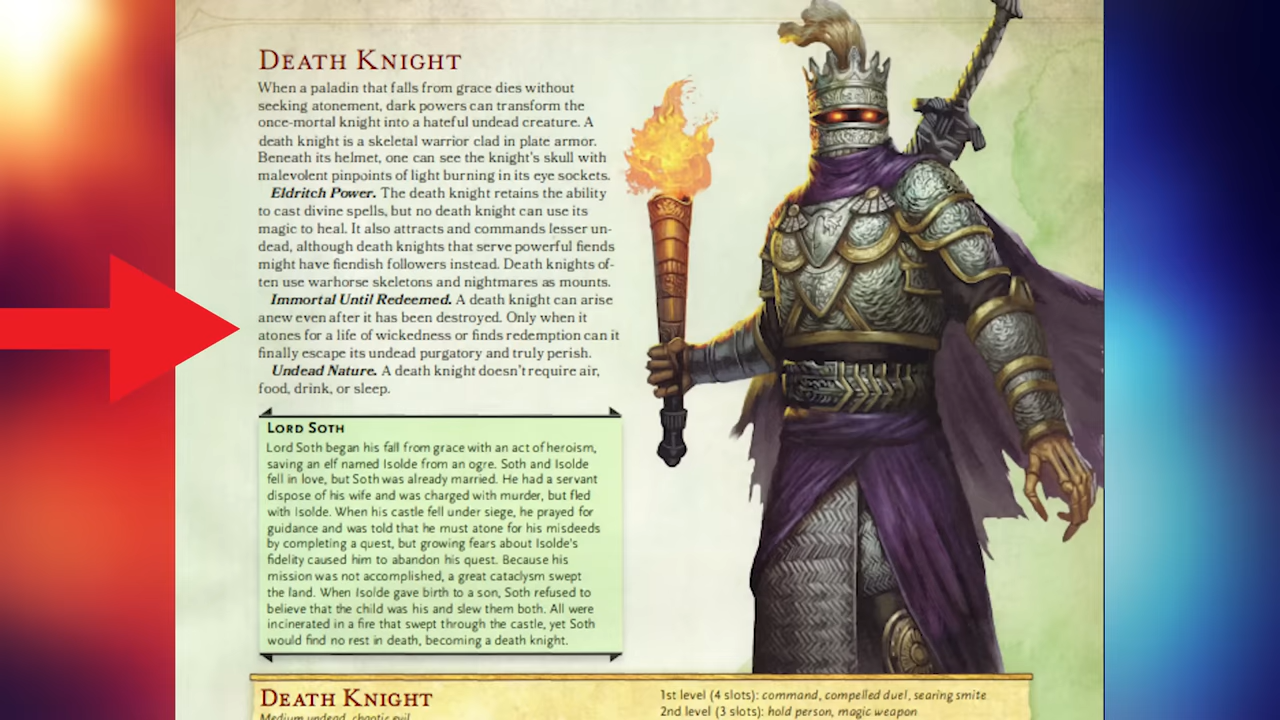 Death Knight
When a paladin that falls from grace dies without
seeking atonement, dark powers can transform the
once-mortal knight into a hateful undead creature. A
death knight is a skeletal warrior clad in plate armor.
Beneath its helmet, one can see the knight's skull with
malevolent pinpoints of light burning in its eye sockets.
Eldritch Power. The death knight retains the ability
to cast divine spells, but no death knight can use its
magic to heal. It also attracts and commands lesser un-
dead, although death knights that serve powerful fiends
might have fiendish followers instead. Death knights of-
ten use warhorse skeletons and nightmares as mounts.
Immortal Until Redeemed. A death knight can arise
anew even after it has been destroyed. Only when it
atones for a life of wickedness or finds redemption can it
finally escape its undead purgatory and truly perish.
Undead Nature. A death knight doesn't require air,
food, drink, or sleep.
Lord Soth
Lord Soth began his fall from grace with an act of heroism,
saving an elf named Isolde from an ogre. Soth and Isolde
fell in love, but Soth was already married. He had a servant
dispose of his wife and was charged with murder, but fled
with Isolde. When his castle fell under siege, he prayed for
guidance and was told that he must atone for his misdeeds
by completing a quest, but growing fears about Isolde's
fidelity caused him to abandon his quest. Because his
mission was not accomplished, a great cataclysm swept
the land. When Isolde gave birth to a son, Soth refused to
believe that the child was his and slew them both. All were
incinerated in a fire that swept through the castle, yet Soth
would find no rest in death, becoming a death knight.
Death Knight
Medium undead, chaotic evil
1st level (4 slots): command, compelled duel, searing smite
2nd level (3 slots): hold person, magic weapon